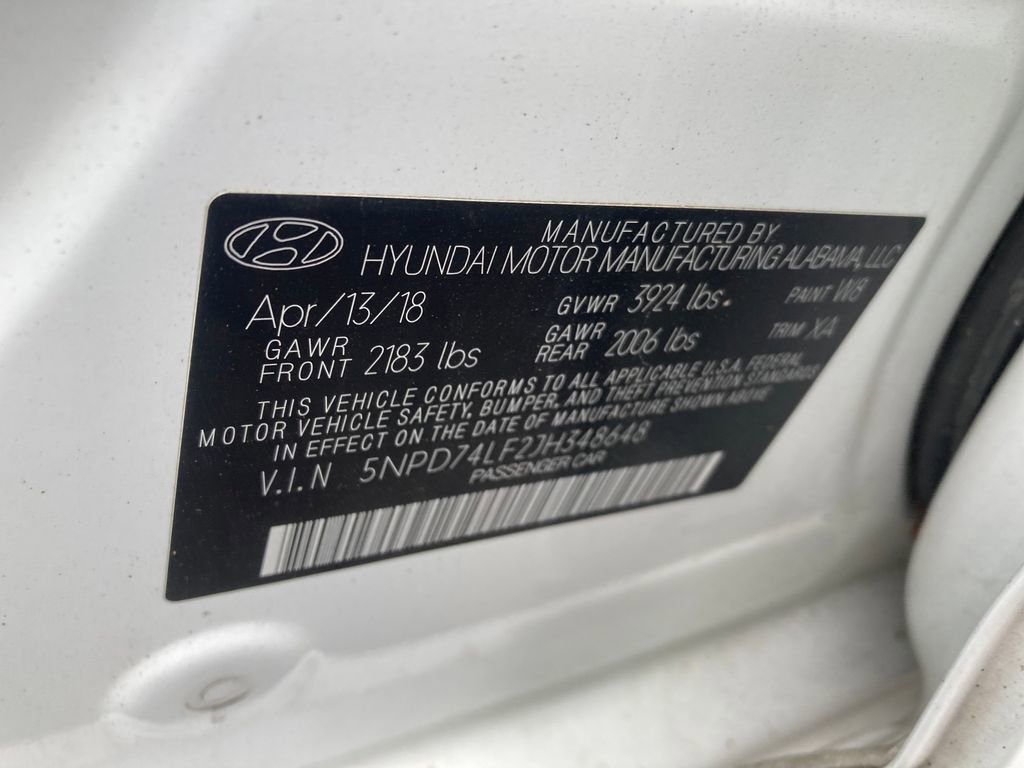 MANUFACTURED BY
HYUNDAI MOTOR MANUFACTURING ALABAMA, LLC
Apr/13/18 GVWR 3924 lbs. PAINT W8
GAWR FRONT 2183 lbs GAWR REAR 2006 lbs TRIM XA
THIS VEHICLE CONFORMS TO ALL APPLICABLE U.S.A. FEDERAL
MOTOR VEHICLE SAFETY, BUMPER, AND THEFT PREVENTION STANDARDS
IN EFFECT ON THE DATE OF MANUFACTURE SHOWN ABOVE
V.I.N 5NPD74LF2JH348648
PASSENGER CAR